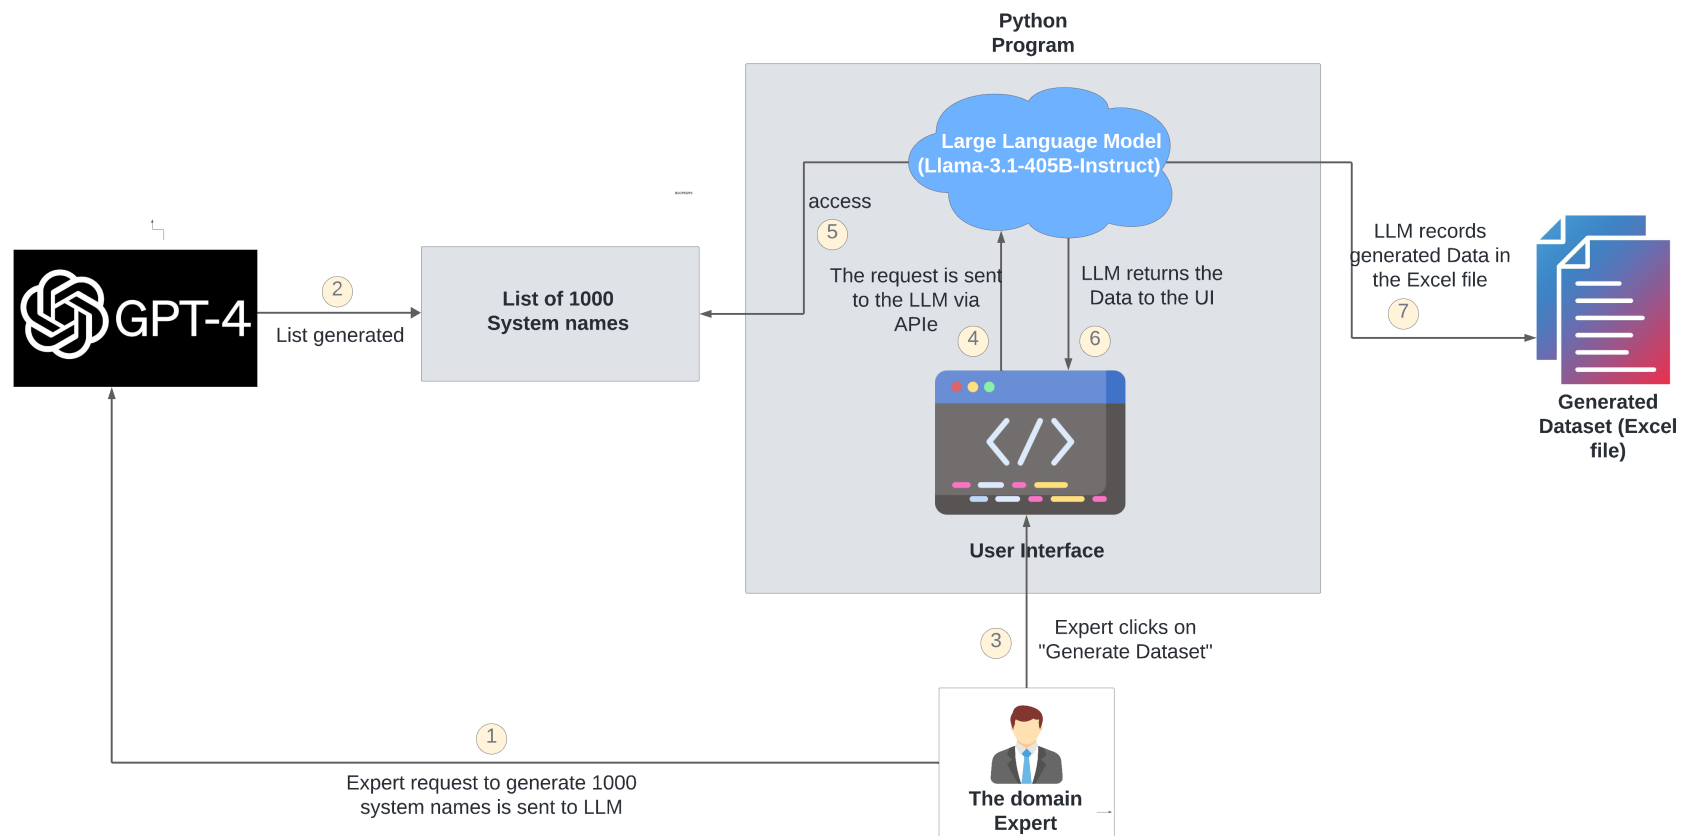 Python
Program
Large Language Model
(Llama-3.1-405B-Instruct)
access
5
The request is sent
to the LLM via
APIe
4
LLM returns the
Data to the UI
6
LLM records
generated Data in
the Excel file
7
GPT-4
2
List generated
List of 1000
System names
Generated
Dataset (Excel
file)
User Interface
3
Expert clicks on
"Generate Dataset"
1
Expert request to generate 1000
system names is sent to LLM
The domain
Expert